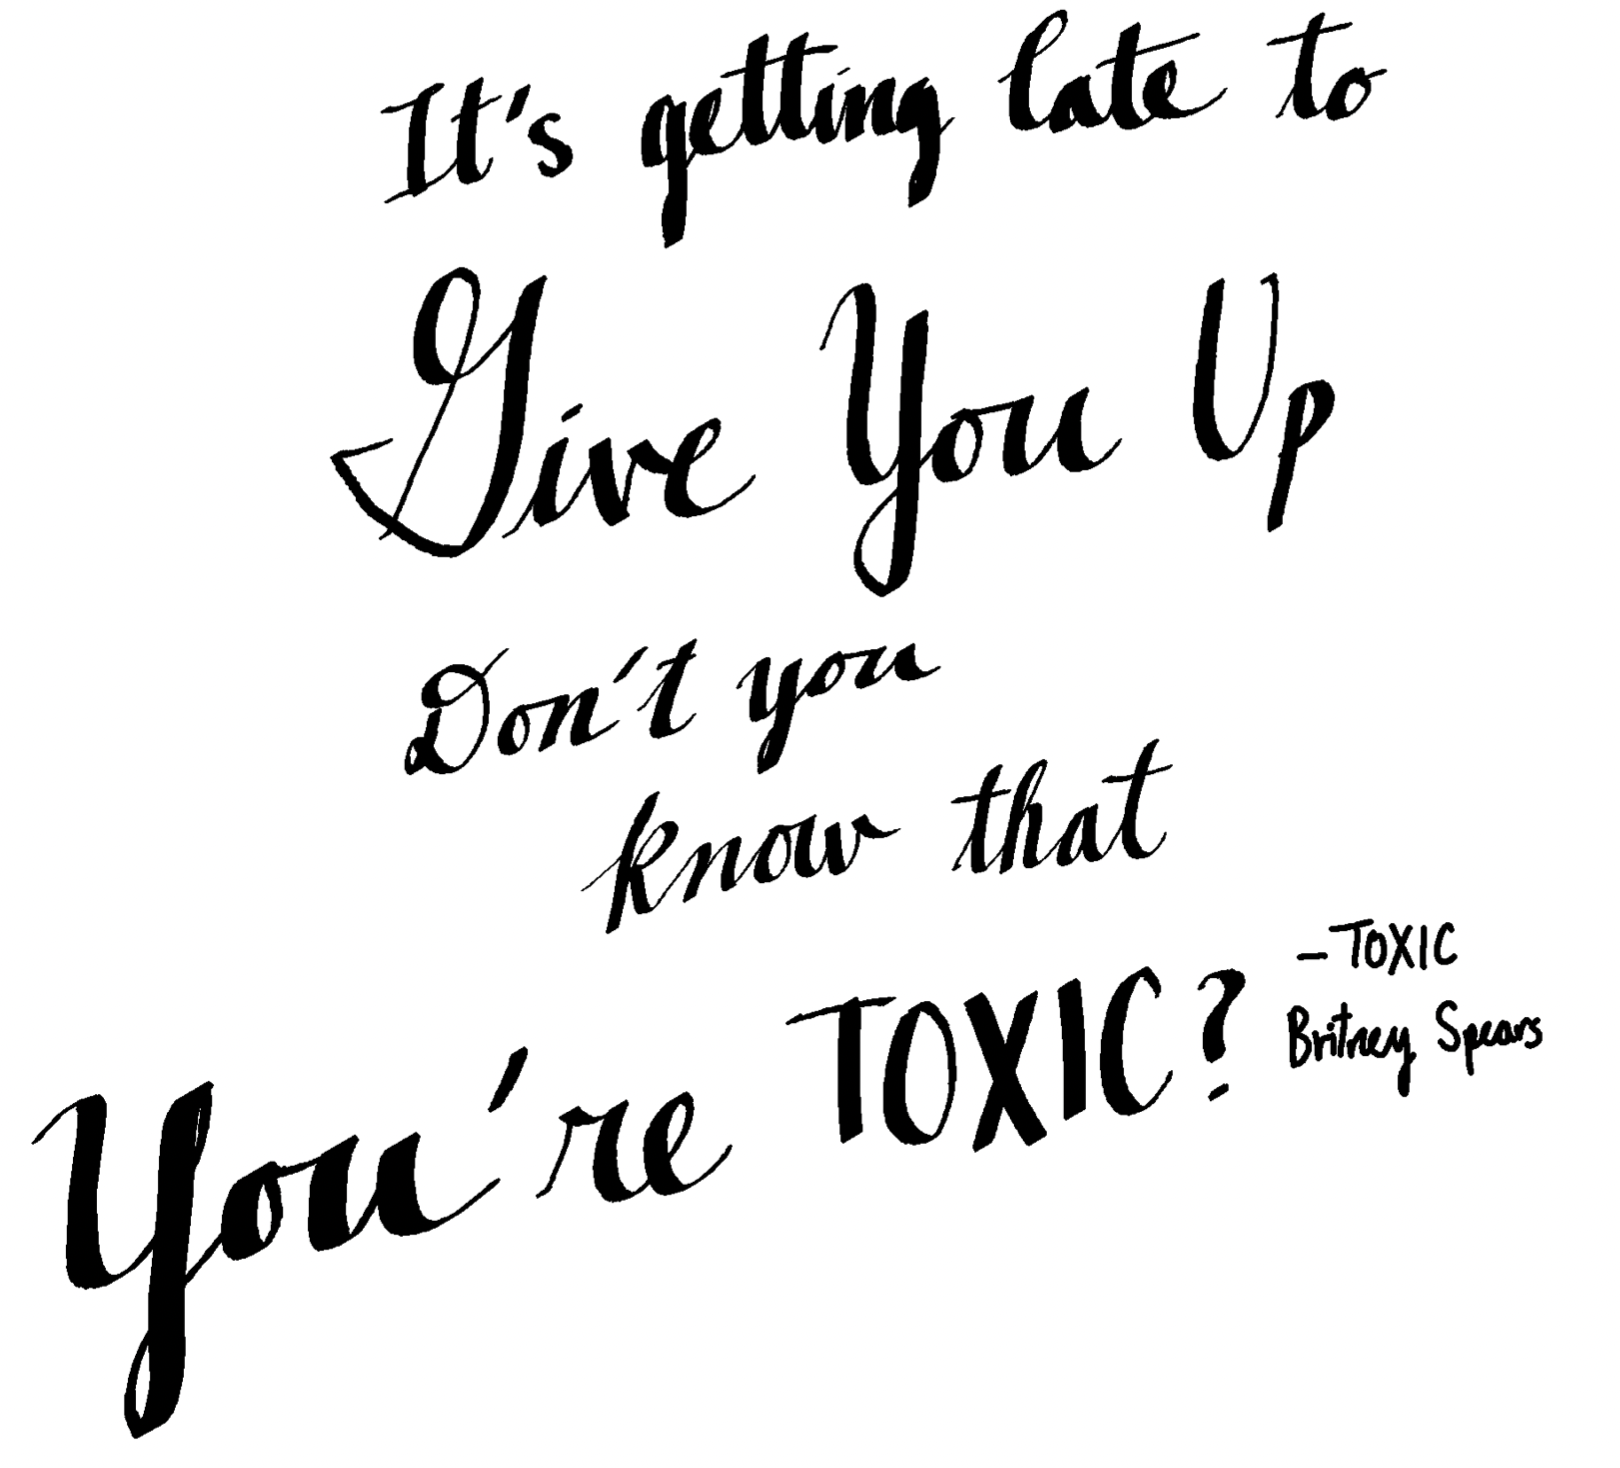 It's getting late to
Give You Up
Don't you
know that
You're TOXIC?
- TOXIC
Britney Spears